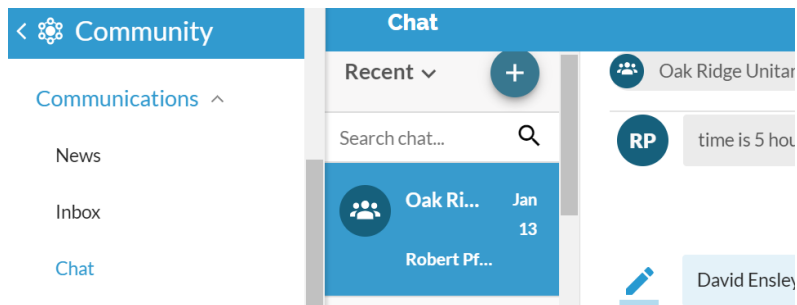 Community
Communications
News
Inbox
Chat
Chat
Recent
Search chat...
Oak Ri...
Jan
13
Robert Pf...
Oak Ridge Unitar
RP
time is 5 hou
David Ensley